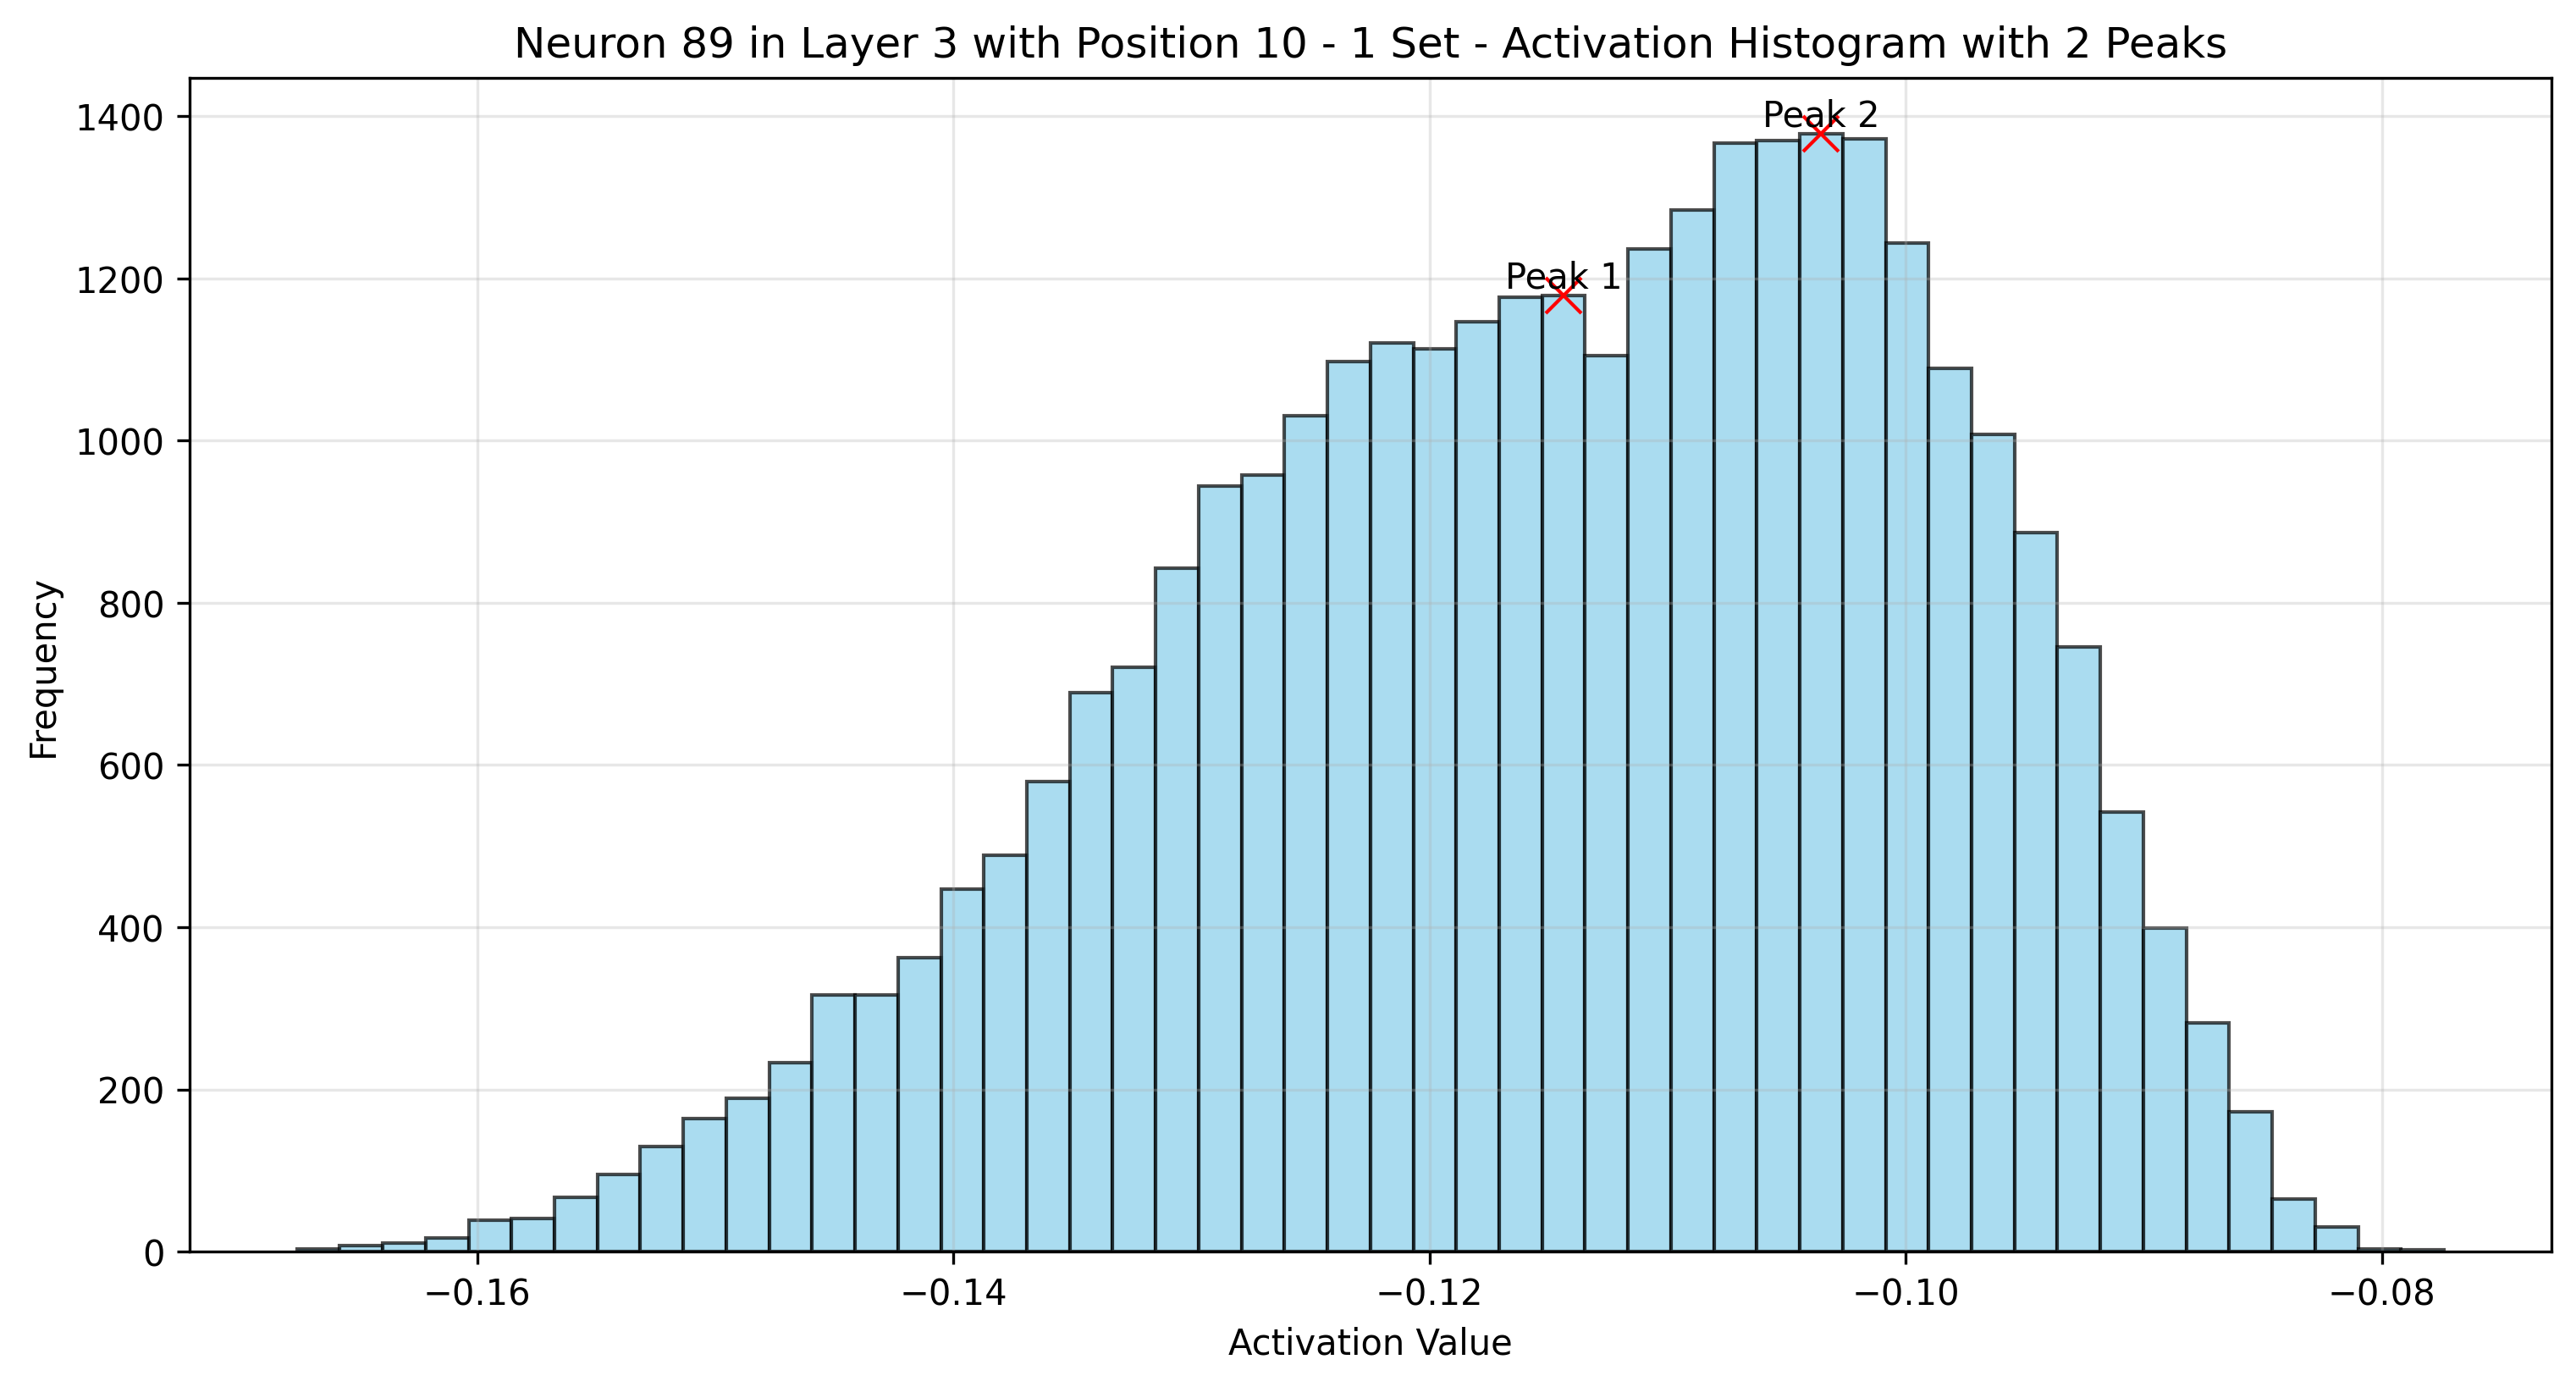 Neuron 89 in Layer 3 with Position 10 - 1 Set - Activation Histogram with 2 Peaks
1400
1200
1000
800
600
400
200
0
Frequency
Peak 2
Peak 1
−0.16
−0.14
−0.12
−0.10
−0.08
Activation Value